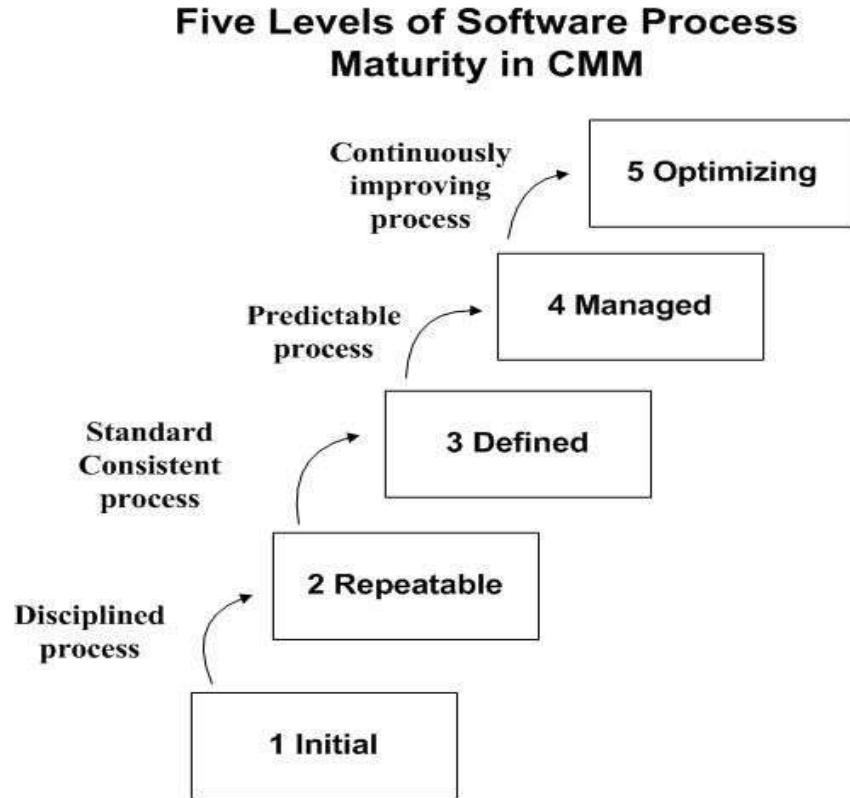 Five Levels of Software Process
Maturity in CMM
Continuously
improving
process
5 Optimizing
Predictable
process
4 Managed
Standard
Consistent
process
3 Defined
Disciplined
process
2 Repeatable
1 Initial